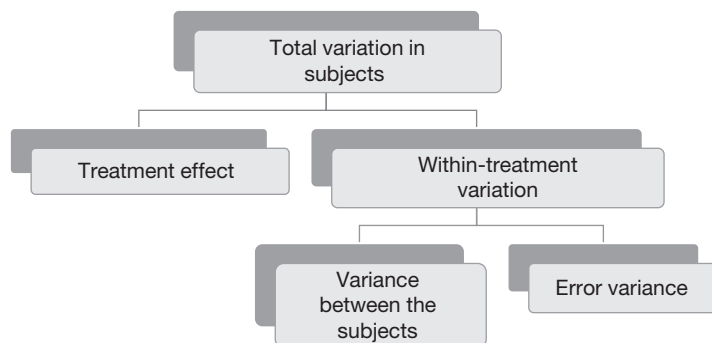 Total variation in
subjects
Treatment effect
Within-treatment
variation
Variance
between the
subjects
Error variance